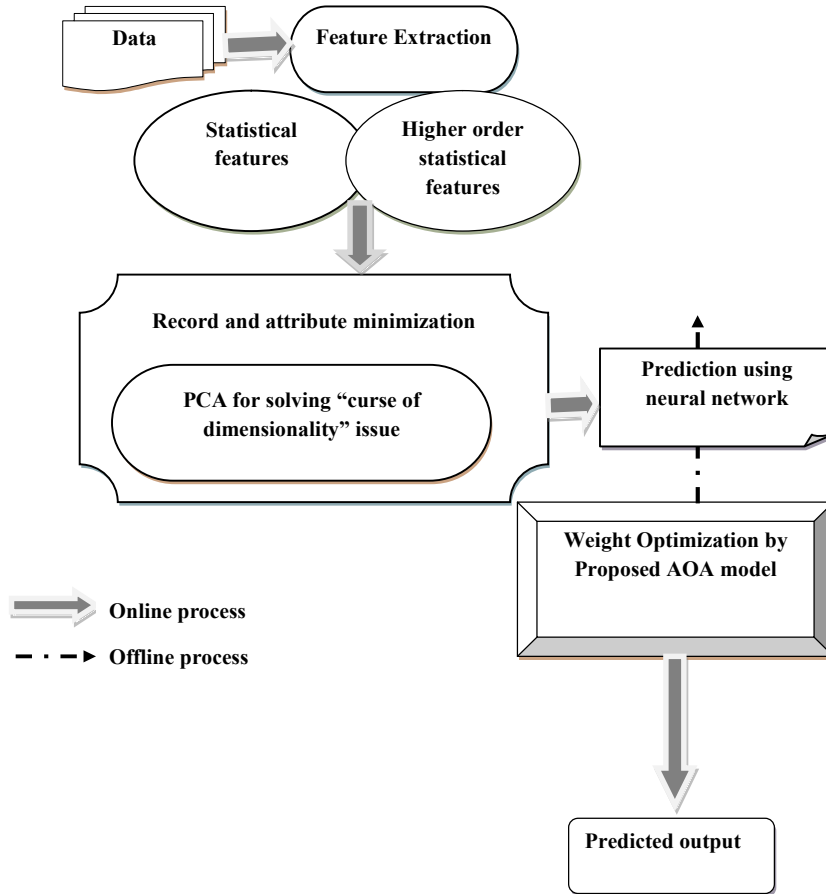 Data
Feature Extraction
Statistical
features
Higher order
statistical
features
Record and attribute minimization
PCA for solving “curse of
dimensionality” issue
Prediction using
neural network
Weight Optimization by
Proposed AOA model
Online process
Offline process
Predicted output